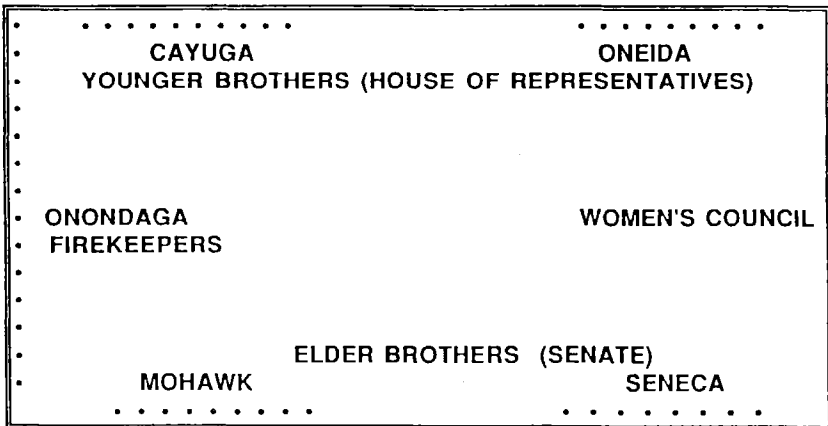 CAYUGA ONEIDA
YOUNGER BROTHERS (HOUSE OF REPRESENTATIVES)
ONONDAGA WOMEN'S COUNCIL
FIREKEEPERS
ELDER BROTHERS (SENATE)
MOHAWK SENECA